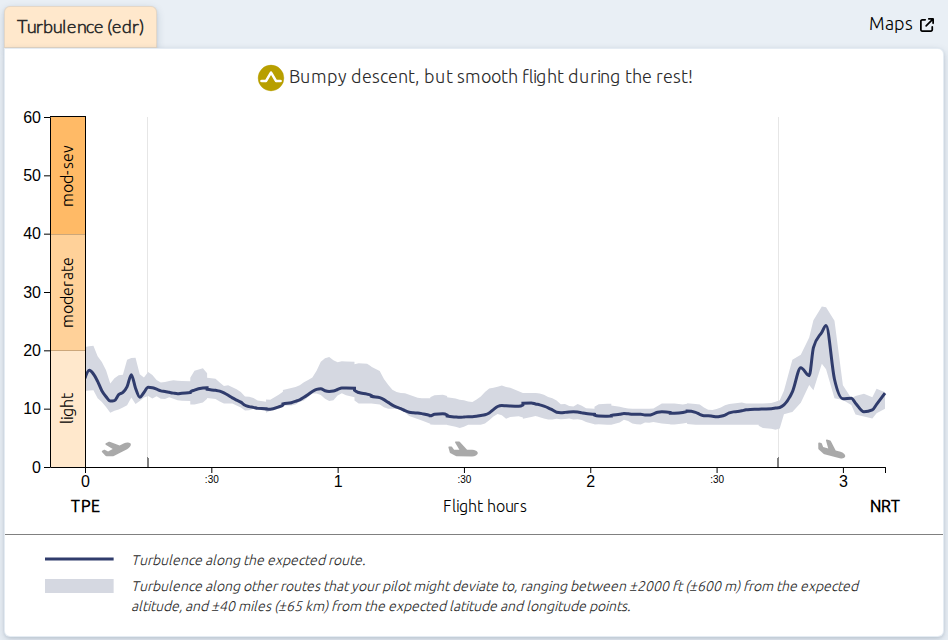 Turbulence (edr)
Maps
Bumpy descent, but smooth flight during the rest!
60
50
40
30
20
10
0
mod-sev
moderate
light
0
:30
1
:30
2
:30
3
TPE
Flight hours
NRT
Turbulence along the expected route.
Turbulence along other routes that your pilot might deviate to, ranging between ±2000 ft (±600 m) from the expected
altitude, and ±40 miles (±65 km) from the expected latitude and longitude points.